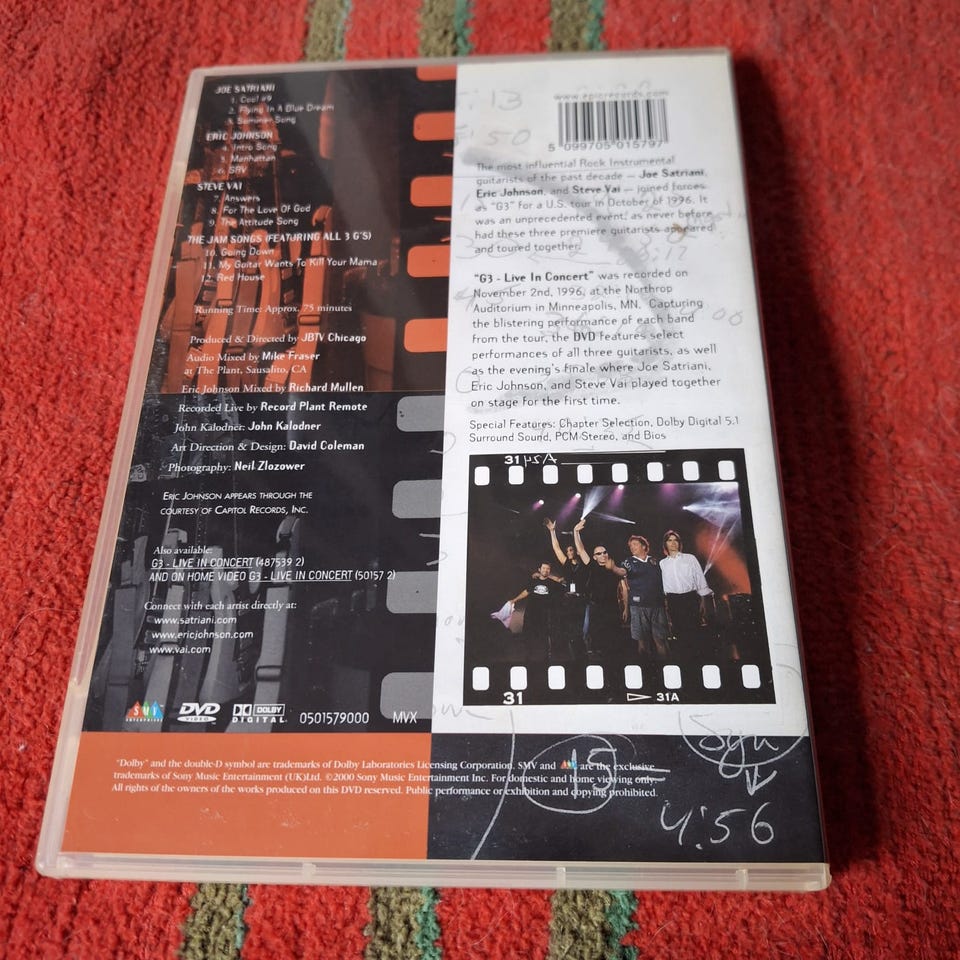 JOE SATRIANI
1. Cool #9
2. Flying In A Blue Dream
3. Summer Song
ERIC JOHNSON
4. Intro Song
5. Manhattan
6. SRV
STEVE VAI
7. Answers
8. For The Love Of God
9. The Attitude Song
THE JAM SONGS (FEATURING ALL 3 G'S)
10. Going Down
11. My Guitar Wants To Kill Your Mama
12. Red House
Running Time: Approx. 75 minutes
Produced & Directed by JBTV Chicago
Audio Mixed by Mike Fraser
at The Plant, Sausalito, CA
Eric Johnson Mixed by Richard Mullen
Recorded Live by Record Plant Remote
John Kalodner: John Kalodner
Art Direction & Design: David Coleman
Photography: Neil Zlozower
ERIC JOHNSON APPEARS THROUGH THE
COURTESY OF CAPITOL RECORDS, INC.
Also available:
G3 - LIVE IN CONCERT (487539 2)
AND ON HOME VIDEO G3 - LIVE IN CONCERT (50157 2)
Connect with each artist directly at:
www.satriani.com
www.ericjohnson.com
www.vai.com
SMV
ENTERPRISES
DVD
VIDEO
DOLBY
DIGITAL
0501579000
MVX
www.epicrecords.com
5 099705 015797
The most influential Rock Instrumental
guitarists of the past decade — Joe Satriani,
Eric Johnson, and Steve Vai — joined forces
as "G3" for a U.S. tour in October of 1996. It
was an unprecedented event, as never before
had these three premiere guitarists appeared
and toured together.
"G3 - Live In Concert" was recorded on
November 2nd, 1996, at the Northrop
Auditorium in Minneapolis, MN. Capturing
the blistering performance of each band
from the tour, the DVD features select
performances of all three guitarists, as well
as the evening's finale where Joe Satriani,
Eric Johnson, and Steve Vai played together
on stage for the first time.
Special Features: Chapter Selection, Dolby Digital 5.1
Surround Sound, PCM Stereo, and Bios
31
31
31A
"Dolby" and the double-D symbol are trademarks of Dolby Laboratories Licensing Corporation. SMV and are the exclusive
trademarks of Sony Music Entertainment (UK)Ltd. ©2000 Sony Music Entertainment Inc. For domestic and home viewing only.
All rights of the owners of the works produced on this DVD reserved. Public performance or exhibition and copying prohibited.
15
4:56